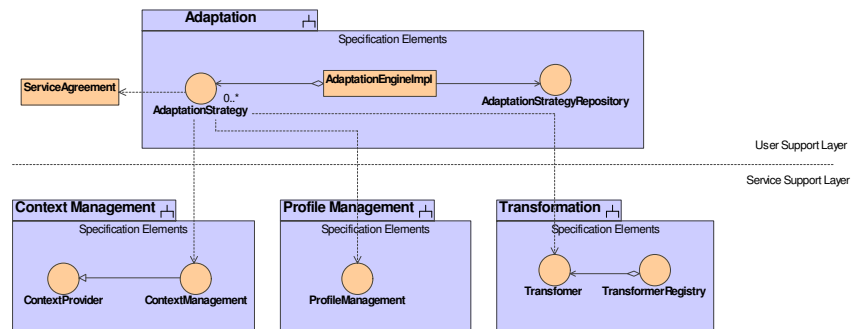 Adaptation
Specification Elements
ServiceAgreement
AdaptationEngineImpl
0..*
AdaptationStrategy
AdaptationStrategyRepository
User Support Layer
Service Support Layer
Context Management
Profile Management
Transformation
Specification Elements
Specification Elements
Specification Elements
ContextProvider
ContextManagement
ProfileManagement
Transfomer
TransformerRegistry